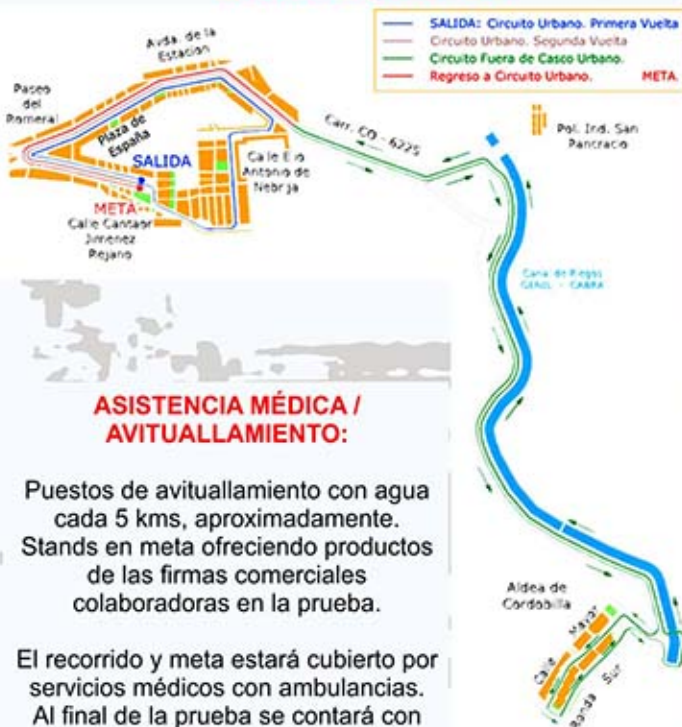 SALIDA: Circuito Urbano. Primera Vuelta
Circuito Urbano. Segunda Vuelta
Circuito Fuera de Casco Urbano.
Regreso a Circuito Urbano. META.
Avda. de la
Estacion
Paseo
del
Romeral
Plaza de
España
SALIDA
Calle Elio
Antonio de
Nebrija
META
Calle Cantaor
Jimenez
Rejano
Carr. CO - 6225
Pol. Ind. San
Pancracio
Canal de Riegos
GENIL - CABRA
Aldea de
Cordobilla
Calle Mayor
Ronda Sur
ASISTENCIA MÉDICA /
AVITUALLAMIENTO:
Puestos de avituallamiento con agua
cada 5 kms, aproximadamente.
Stands en meta ofreciendo productos
de las firmas comerciales
colaboradoras en la prueba.
El recorrido y meta estará cubierto por
servicios médicos con ambulancias.
Al final de la prueba se contará con